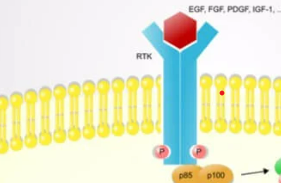 EGF, FGF, PDGF, IGF-1, ..
RTK
P P
p85 p100